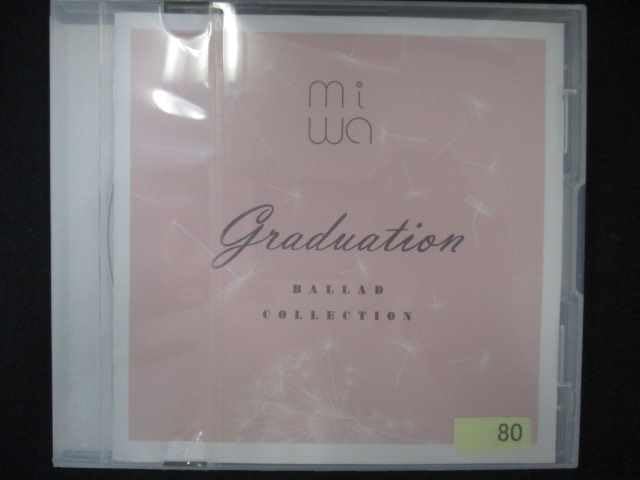 mi
wa
Graduation
BALLAD
COLLECTION
80